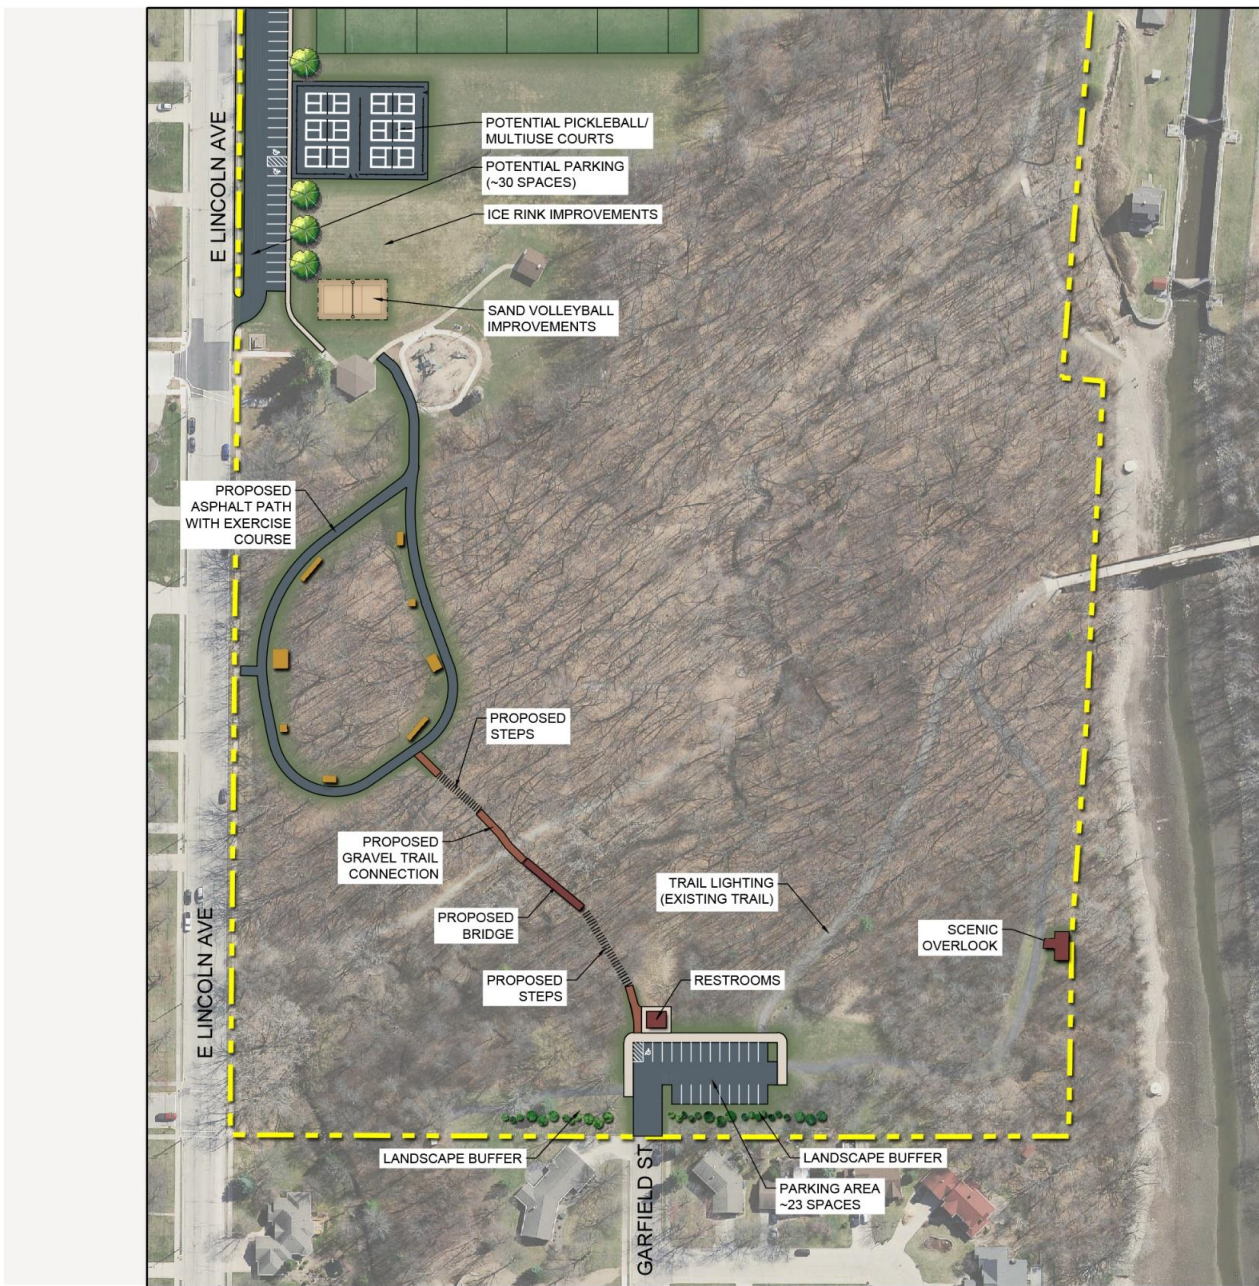 POTENTIAL PICKLEBALL/
MULTIUSE COURTS
POTENTIAL PARKING
(~30 SPACES)
E LINCOLN AVE
ICE RINK IMPROVEMENTS
SAND VOLLEYBALL
IMPROVEMENTS
PROPOSED
ASPHALT PATH
WITH EXERCISE
COURSE
PROPOSED
STEPS
PROPOSED
GRAVEL TRAIL
CONNECTION
TRAIL LIGHTING
(EXISTING TRAIL)
PROPOSED
BRIDGE
SCENIC
OVERLOOK
E LINCOLN AVE
PROPOSED
STEPS
RESTROOMS
LANDSCAPE BUFFER
LANDSCAPE BUFFER
GARFIELD ST
PARKING AREA
~23 SPACES